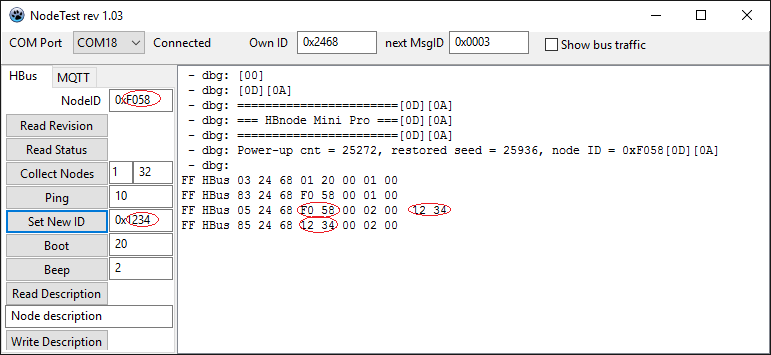 NodeTest rev 1.03
COM Port COM18 Connected Own ID 0x2468 next MsgID 0x0003 Show bus traffic
HBus MQTT
NodeID 0xF058
Read Revision
Read Status
Collect Nodes 1 32
Ping 10
Set New ID 0x1234
Boot 20
Beep 2
Read Description
Node description
Write Description
- dbg: [00]
- dbg: [0D][0A]
- dbg: =======================[0D][0A]
- dbg: === HBnode Mini Pro ===[0D][0A]
- dbg: =======================[0D][0A]
- dbg: Power-up cnt = 25272, restored seed = 25936, node ID = 0xF058[0D][0A]
- dbg:
FF HBus 03 24 68 01 20 00 01 00
FF HBus 83 24 68 F0 58 00 01 00
FF HBus 05 24 68 F0 58 00 02 00 12 34
FF HBus 85 24 68 12 34 00 02 00